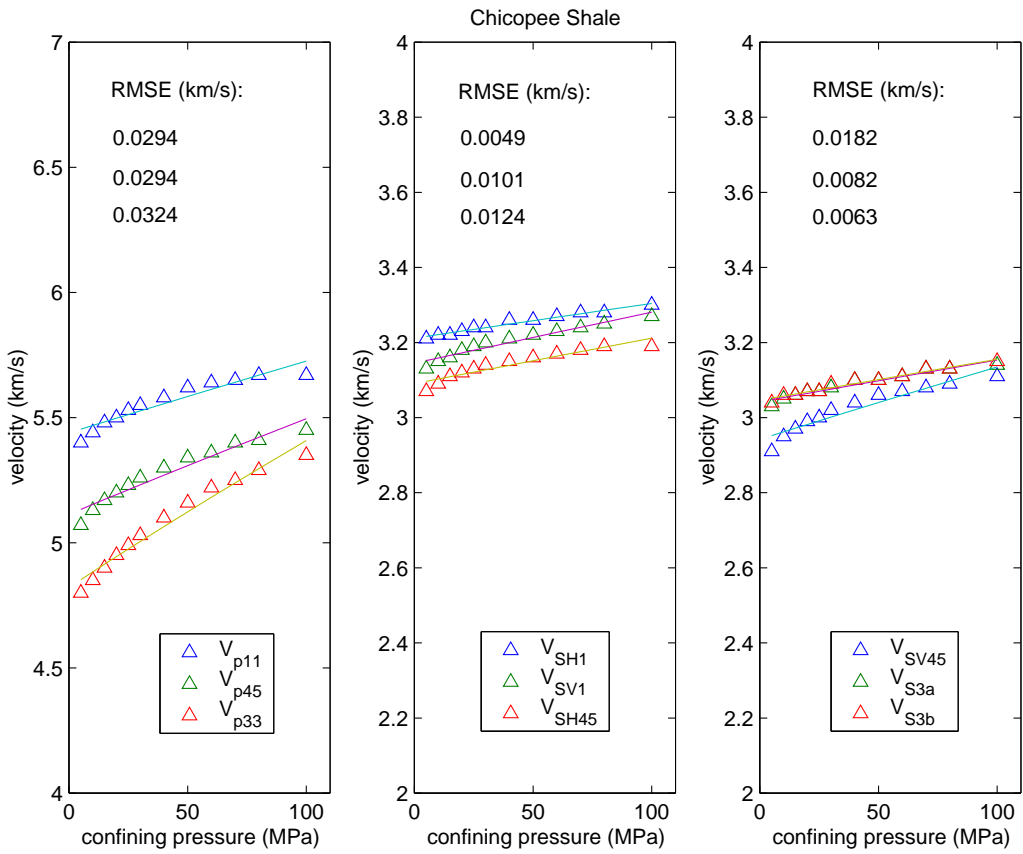 Chicopee Shale
7
6.5
6
5.5
5
4.5
4
velocity (km/s)
RMSE (km/s):
0.0294
0.0294
0.0324
V_p11
V_p45
V_p33
0
50
100
confining pressure (MPa)
4
3.8
3.6
3.4
3.2
3
2.8
2.6
2.4
2.2
2
velocity (km/s)
RMSE (km/s):
0.0049
0.0101
0.0124
V_SH1
V_SV1
V_SH45
0
50
100
confining pressure (MPa)
4
3.8
3.6
3.4
3.2
3
2.8
2.6
2.4
2.2
2
velocity (km/s)
RMSE (km/s):
0.0182
0.0082
0.0063
V_SV45
V_S3a
V_S3b
0
50
100
confining pressure (MPa)